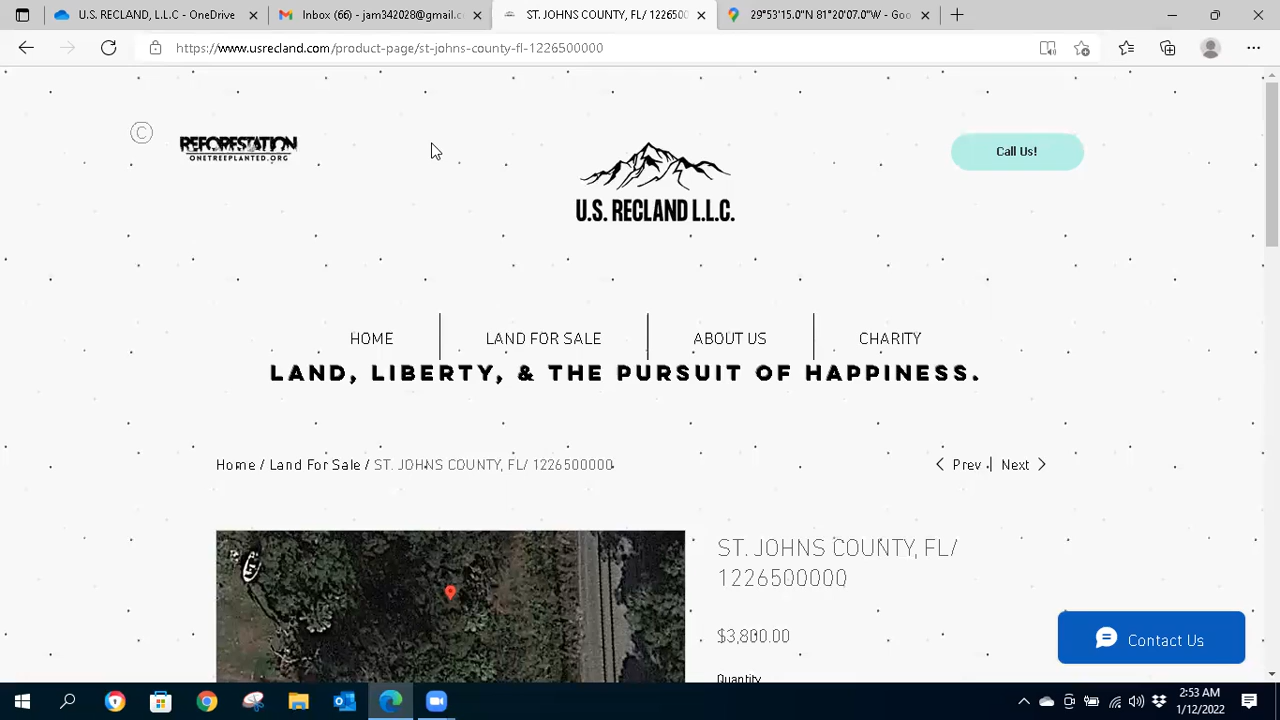 U.S. RECLAND, L.L.C - OneDrive
Inbox (66) - jam342028@gmail.c
ST. JOHNS COUNTY, FL/ 12265000
29°53'15.0"N 81°20'07.0"W - Goo
https://www.usrecland.com/product-page/st-johns-county-fl-1226500000
©
REFORESTATION
ONETREEPLANTED.ORG
U.S. RECLAND L.L.C.
Call Us!
HOME
LAND FOR SALE
ABOUT US
CHARITY
LAND, LIBERTY, & THE PURSUIT OF HAPPINESS.
Home / Land For Sale / ST. JOHNS COUNTY, FL/ 1226500000
Prev | Next
ST. JOHNS COUNTY, FL/
1226500000
$3,800.00
Quantity
Contact Us
2:53 AM
1/12/2022